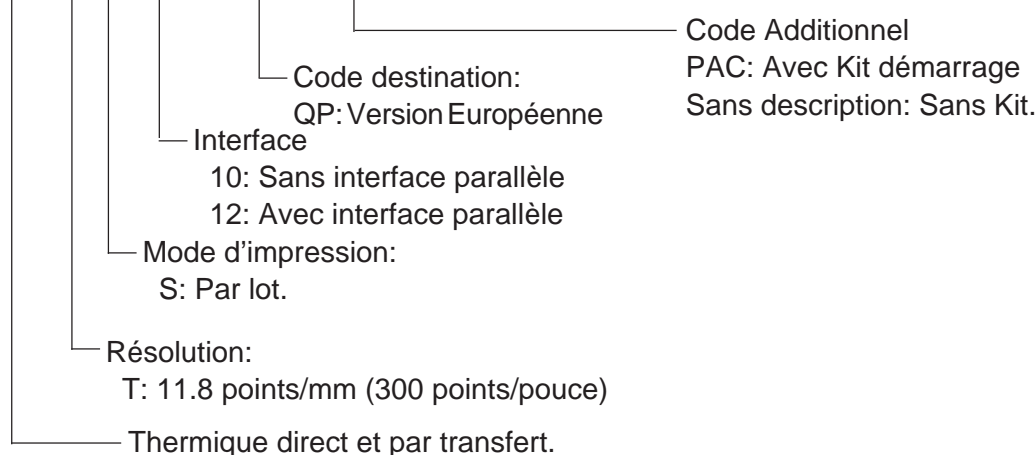 Code Additionnel
PAC: Avec Kit démarrage
Sans description: Sans Kit.
Code destination:
QP: Version Européenne
Interface
10: Sans interface parallèle
12: Avec interface parallèle
Mode d'impression:
S: Par lot.
Résolution:
T: 11.8 points/mm (300 points/pouce)
Thermique direct et par transfert.